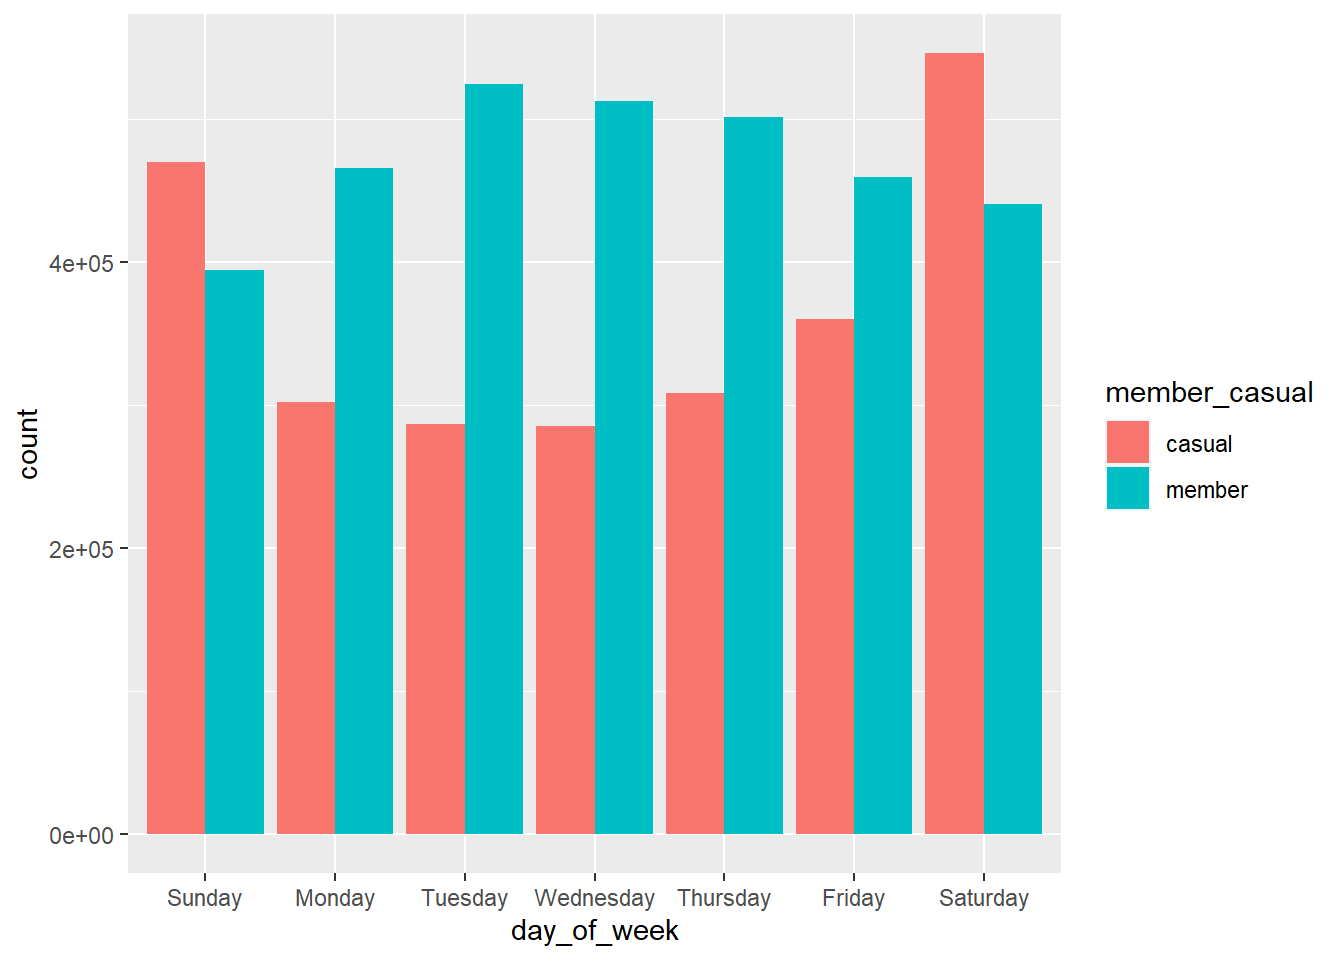 count
4e+05
2e+05
0e+00
Sunday Monday Tuesday Wednesday Thursday Friday Saturday
day_of_week
member_casual
casual
member